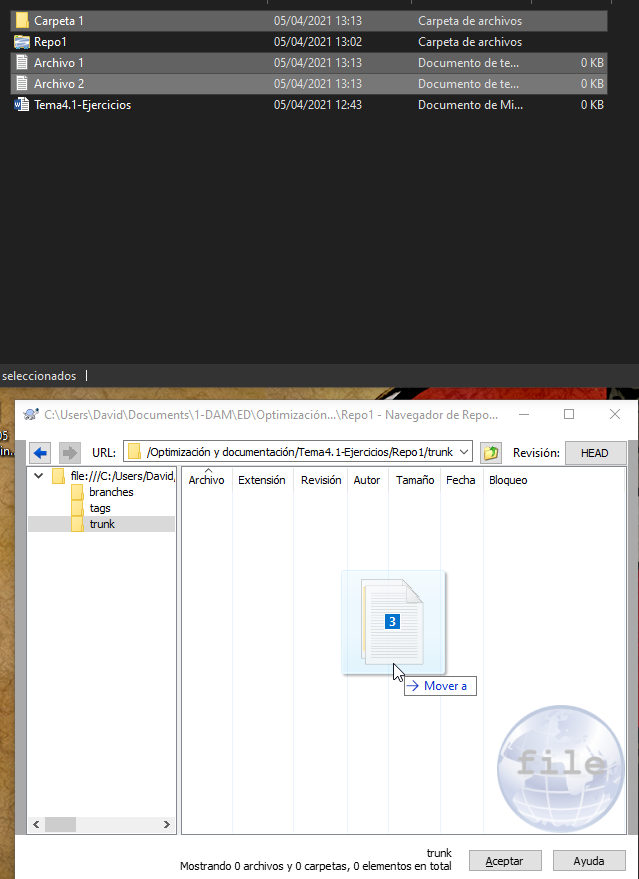 Carpeta 1 05/04/2021 13:13 Carpeta de archivos
Repo1 05/04/2021 13:02 Carpeta de archivos
Archivo 1 05/04/2021 13:13 Documento de te... 0 KB
Archivo 2 05/04/2021 13:13 Documento de te... 0 KB
Tema4.1-Ejercicios 05/04/2021 12:43 Documento de Mi... 0 KB
seleccionados
C:\Users\David\Documents\1-DAM\ED\Optimización...\Repo1 - Navegador de Repo...
URL: /Optimización y documentación/Tema4.1-Ejercicios/Repo1/trunk Revisión: HEAD
file:///C:/Users/David,
branches
tags
trunk
Archivo Extensión Revisión Autor Tamaño Fecha Bloqueo
3
Mover a
file
trunk
Mostrando 0 archivos y 0 carpetas, 0 elementos en total
Aceptar Ayuda